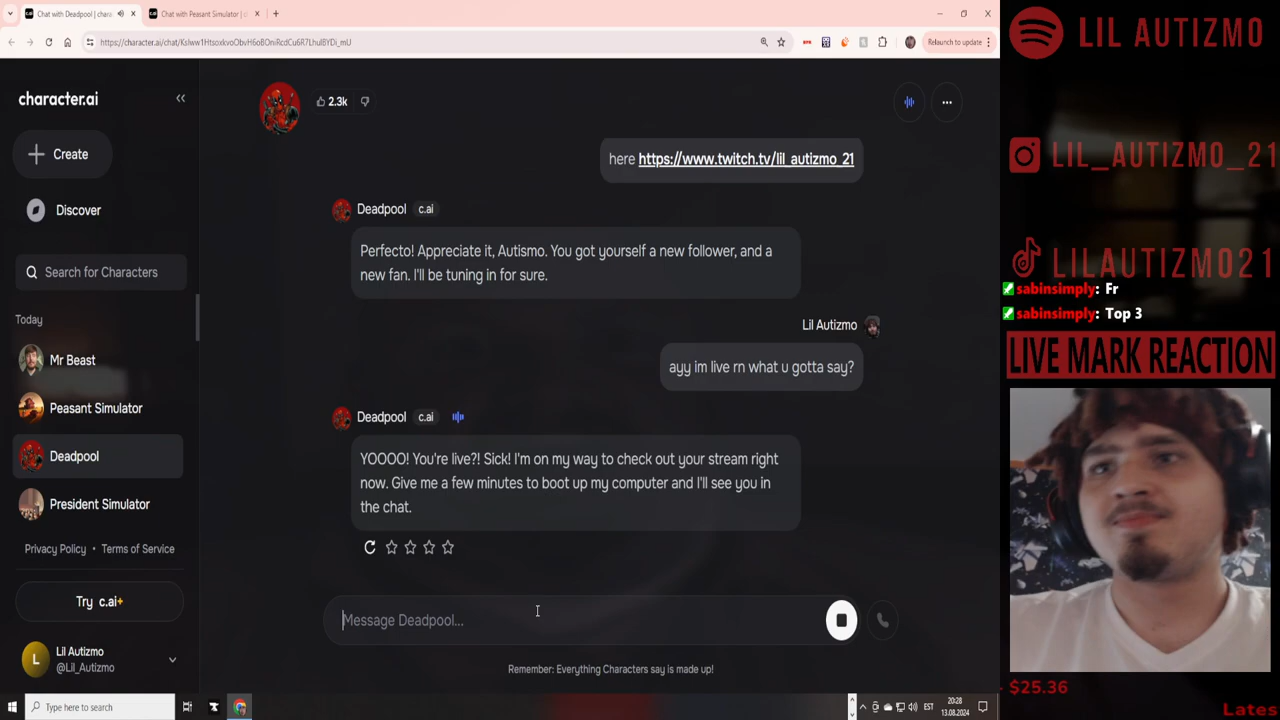 Chat with Deadpool | chara
Chat with Peasant Simulator | c
https://character.ai/chat/
Relaunch to update
character.ai
Create
Discover
Search for Characters
Today
Mr Beast
Peasant Simulator
Deadpool
President Simulator
Privacy Policy • Terms of Service
Try c.ai+
L
Lil Autizmo
@Lil_Autizmo
2.3k
here https://www.twitch.tv/lil_autizmo_21
Deadpool c.ai
Perfecto! Appreciate it, Autismo. You got yourself a new follower, and a
new fan. I'll be tuning in for sure.
Lil Autizmo
ayy im live rn what u gotta say?
Deadpool c.ai
YOOOO! You're live?! Sick! I'm on my way to check out your stream right
now. Give me a few minutes to boot up my computer and I'll see you in
the chat.
Message Deadpool...
Remember: Everything Characters say is made up!
LIL AUTIZMO
LIL_AUTIZMO_21
LILAUTIZMO21
sabinsimply: Fr
sabinsimply: Top 3
LIVE MARK REACTION
$25.36
Lates
Type here to search
EST
20:28
13.08.2024